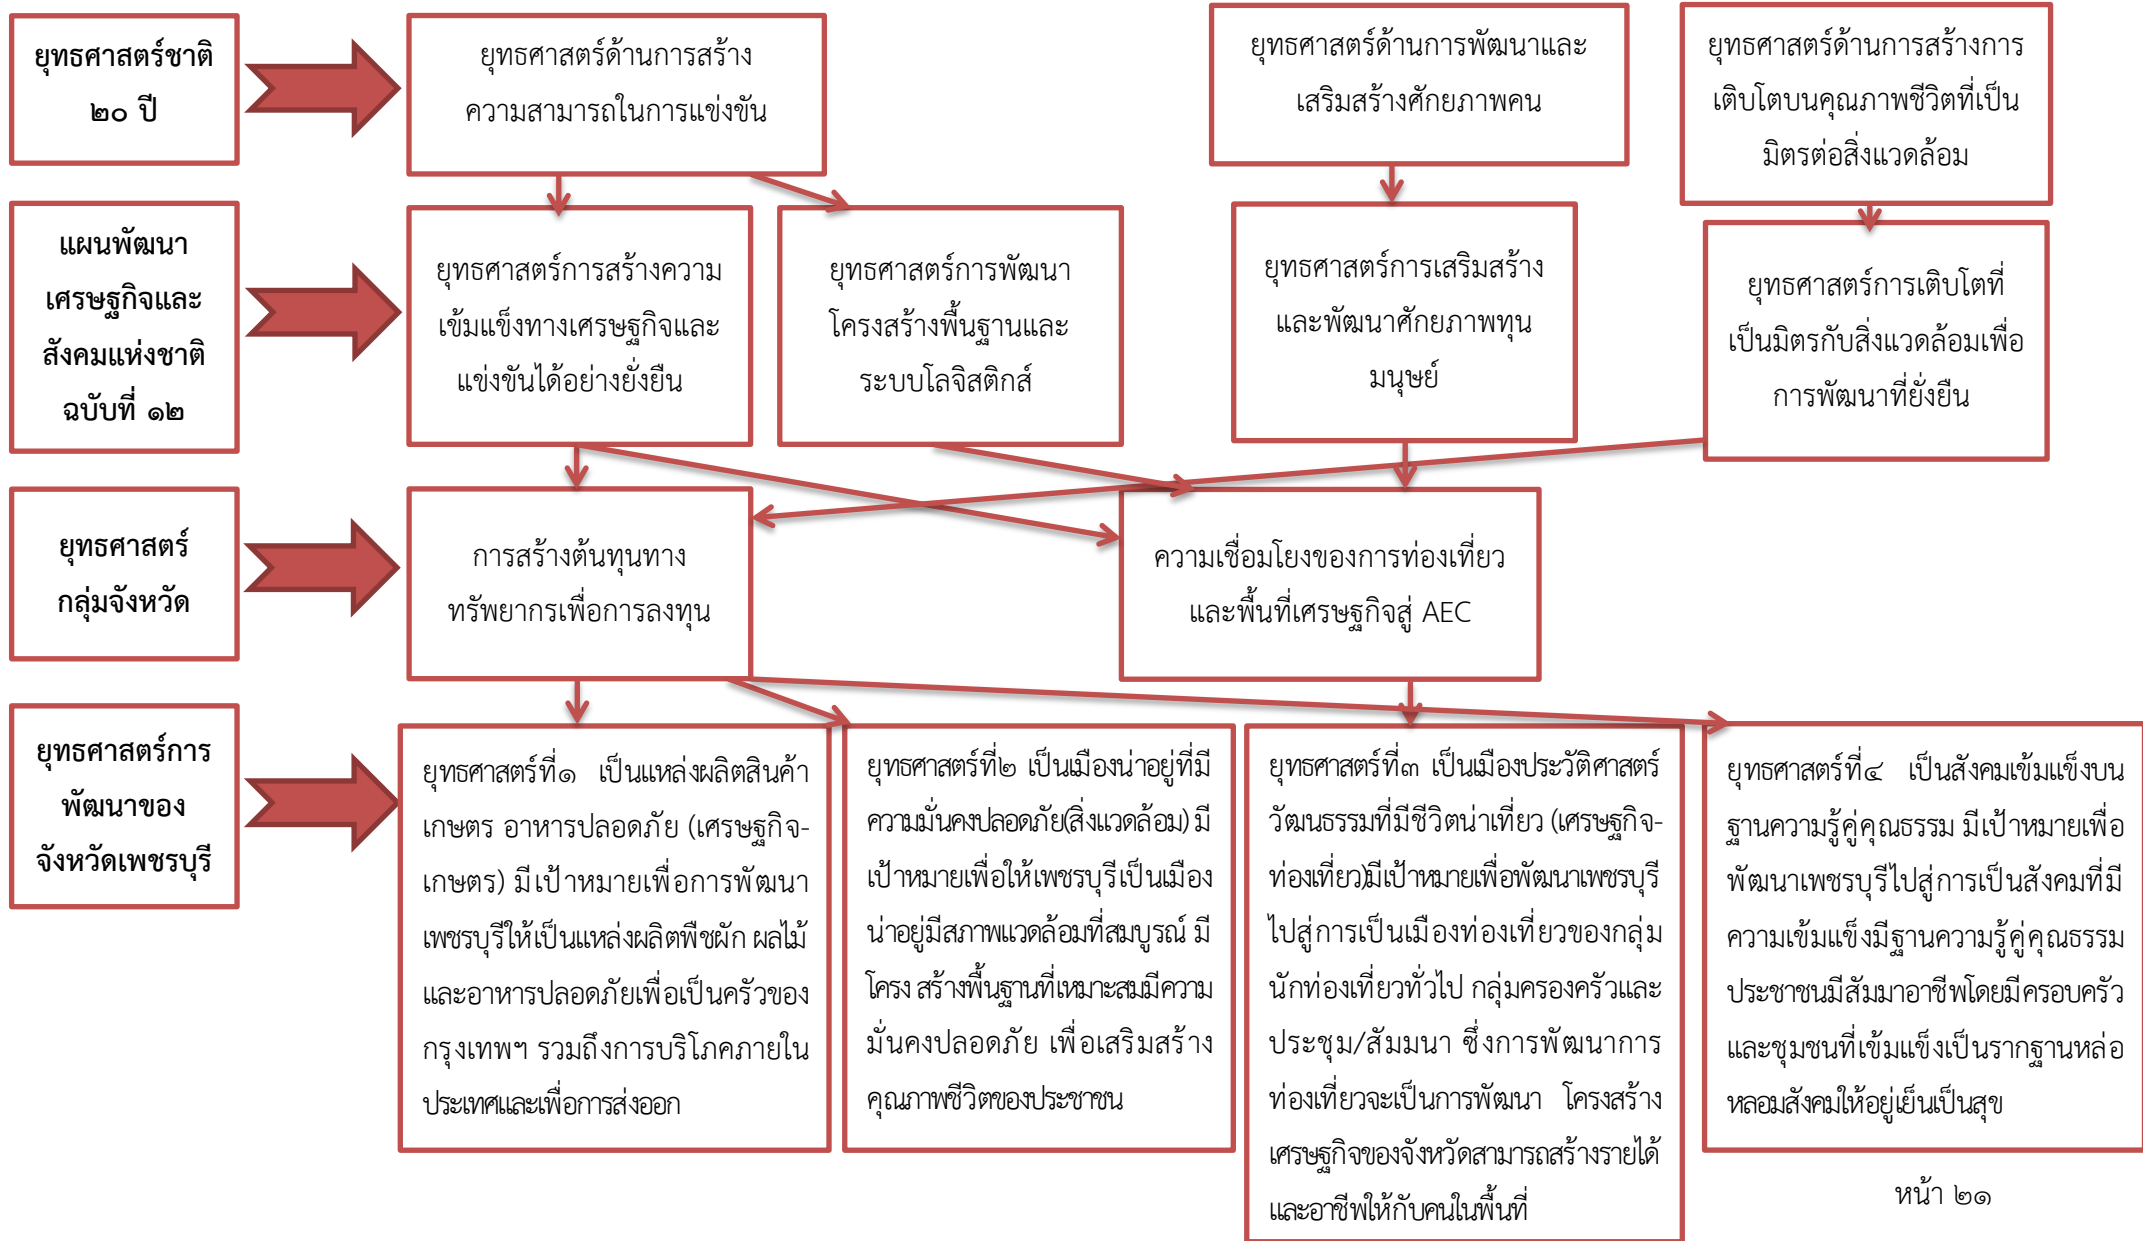 ยุทธศาสตร์ชาติ
๒๐ ปี
ยุทธศาสตร์ด้านการสร้าง
ความสามารถในการแข่งขัน
ยุทธศาสตร์ด้านการพัฒนาและ
เสริมสร้างศักยภาพคน
ยุทธศาสตร์ด้านการสร้างการ
เติบโตบนคุณภาพชีวิตที่เป็น
มิตรต่อสิ่งแวดล้อม
แผนพัฒนา
เศรษฐกิจและ
สังคมแห่งชาติ
ฉบับที่ ๑๒
ยุทธศาสตร์การสร้างความ
เข้มแข็งทางเศรษฐกิจและ
แข่งขันได้อย่างยั่งยืน
ยุทธศาสตร์การพัฒนา
โครงสร้างพื้นฐานและ
ระบบโลจิสติกส์
ยุทธศาสตร์การเสริมสร้าง
และพัฒนาศักยภาพทุน
มนุษย์
ยุทธศาสตร์การเติบโตที่
เป็นมิตรกับสิ่งแวดล้อมเพื่อ
การพัฒนาที่ยั่งยืน
ยุทธศาสตร์
กลุ่มจังหวัด
การสร้างต้นทุนทาง
ทรัพยากรเพื่อการลงทุน
ความเชื่อมโยงของการท่องเที่ยว
และพื้นที่เศรษฐกิจสู่ AEC
ยุทธศาสตร์การ
พัฒนาของ
จังหวัดเพชรบุรี
ยุทธศาสตร์ที่๑ เป็นแหล่งผลิตสินค้า
เกษตร อาหารปลอดภัย (เศรษฐกิจ-
เกษตร) มีเป้าหมายเพื่อการพัฒนา
เพชรบุรีให้เป็นแหล่งผลิตพืชผัก ผลไม้
และอาหารปลอดภัยเพื่อเป็นครัวของ
กรุงเทพฯ รวมถึงการบริโภคภายใน
ประเทศและเพื่อการส่งออก
ยุทธศาสตร์ที่๒ เป็นเมืองน่าอยู่ที่มี
ความมั่นคงปลอดภัย(สิ่งแวดล้อม) มี
เป้าหมายเพื่อให้เพชรบุรีเป็นเมือง
น่าอยู่มีสภาพแวดล้อมที่สมบูรณ์ มี
โครง สร้างพื้นฐานที่เหมาะสมมีความ
มั่นคงปลอดภัย เพื่อเสริมสร้าง
คุณภาพชีวิตของประชาชน
ยุทธศาสตร์ที่๓ เป็นเมืองประวัติศาสตร์
วัฒนธรรมที่มีชีวิตน่าเที่ยว (เศรษฐกิจ-
ท่องเที่ยว)มีเป้าหมายเพื่อพัฒนาเพชรบุรี
ไปสู่การเป็นเมืองท่องเที่ยวของกลุ่ม
นักท่องเที่ยวทั่วไป กลุ่มครองครัวและ
ประชุม/สัมมนา ซึ่งการพัฒนาการ
ท่องเที่ยวจะเป็นการพัฒนา โครงสร้าง
เศรษฐกิจของจังหวัดสามารถสร้างรายได้
และอาชีพให้กับคนในพื้นที่
ยุทธศาสตร์ที่๔ เป็นสังคมเข้มแข็งบน
ฐานความรู้คู่คุณธรรม มีเป้าหมายเพื่อ
พัฒนาเพชรบุรีไปสู่การเป็นสังคมที่มี
ความเข้มแข็งมีฐานความรู้คู่คุณธรรม
ประชาชนมีสัมมาอาชีพโดยมีครอบครัว
และชุมชนที่เข้มแข็งเป็นรากฐานหล่อ
หลอมสังคมให้อยู่เย็นเป็นสุข
หน้า ๒๑